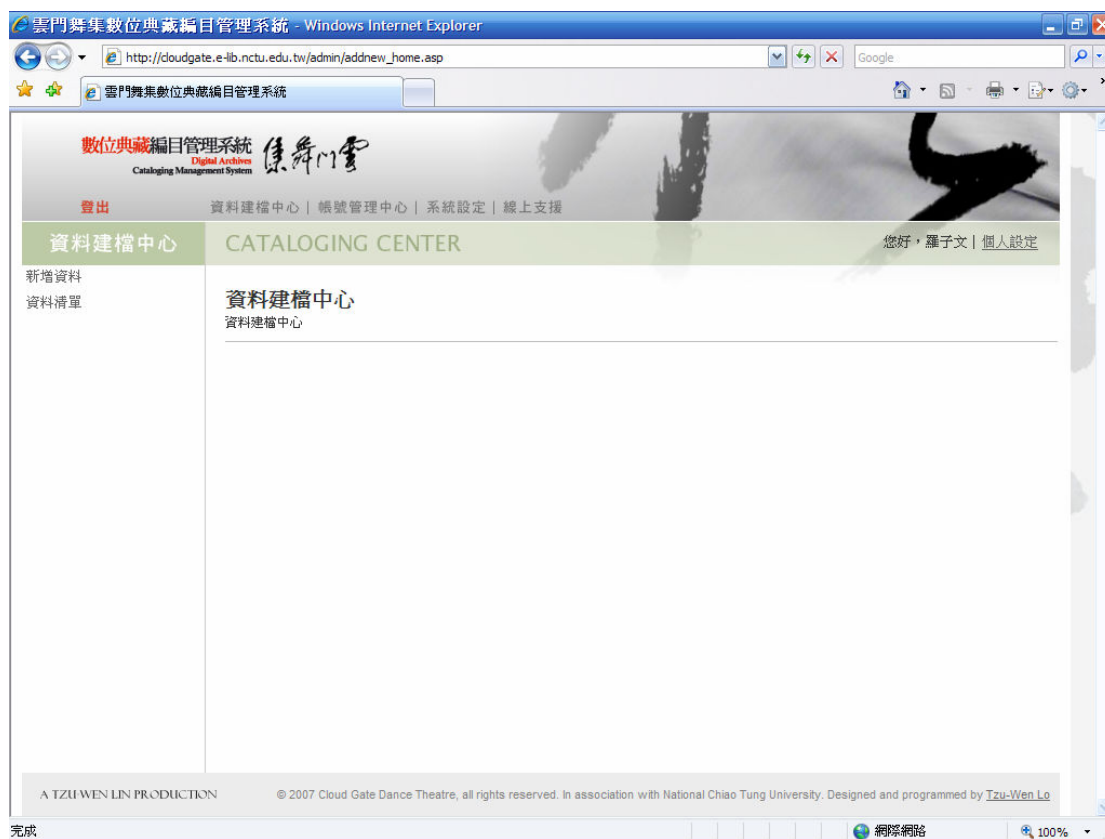 雲門舞集數位典藏編目管理系統 - Windows Internet Explorer
http://cloudgate.e-lib.nctu.edu.tw/admin/addnew_home.asp
Google
雲門舞集數位典藏編目管理系統
數位典藏編目管理系統
Digital Archives
Cataloging Management System
集舞門雲
登出
資料建檔中心 | 帳號管理中心 | 系統設定 | 線上支援
資料建檔中心
CATALOGING CENTER
您好，羅子文 | 個人設定
新增資料
資料清單
資料建檔中心
資料建檔中心
A TZU-WEN LIN PRODUCTION
© 2007 Cloud Gate Dance Theatre, all rights reserved. In association with National Chiao Tung University. Designed and programmed by Tzu-Wen Lo
完成
網際網路
100%